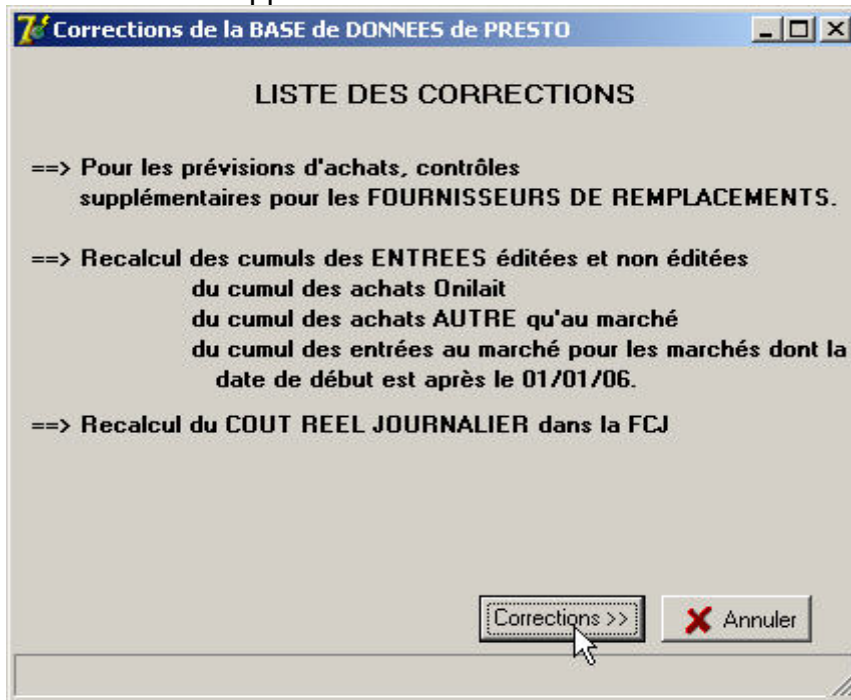 Corrections de la BASE de DONNEES de PRESTO
LISTE DES CORRECTIONS
==> Pour les prévisions d'achats, contrôles
supplémentaires pour les FOURNISSEURS DE REMPLACEMENTS.
==> Recalcul des cumuls des ENTREES éditées et non éditées
du cumul des achats Onilait
du cumul des achats AUTRE qu'au marché
du cumul des entrées au marché pour les marchés dont la
date de début est après le 01/01/06.
==> Recalcul du COUT REEL JOURNALIER dans la FCJ
Corrections >>
Annuler